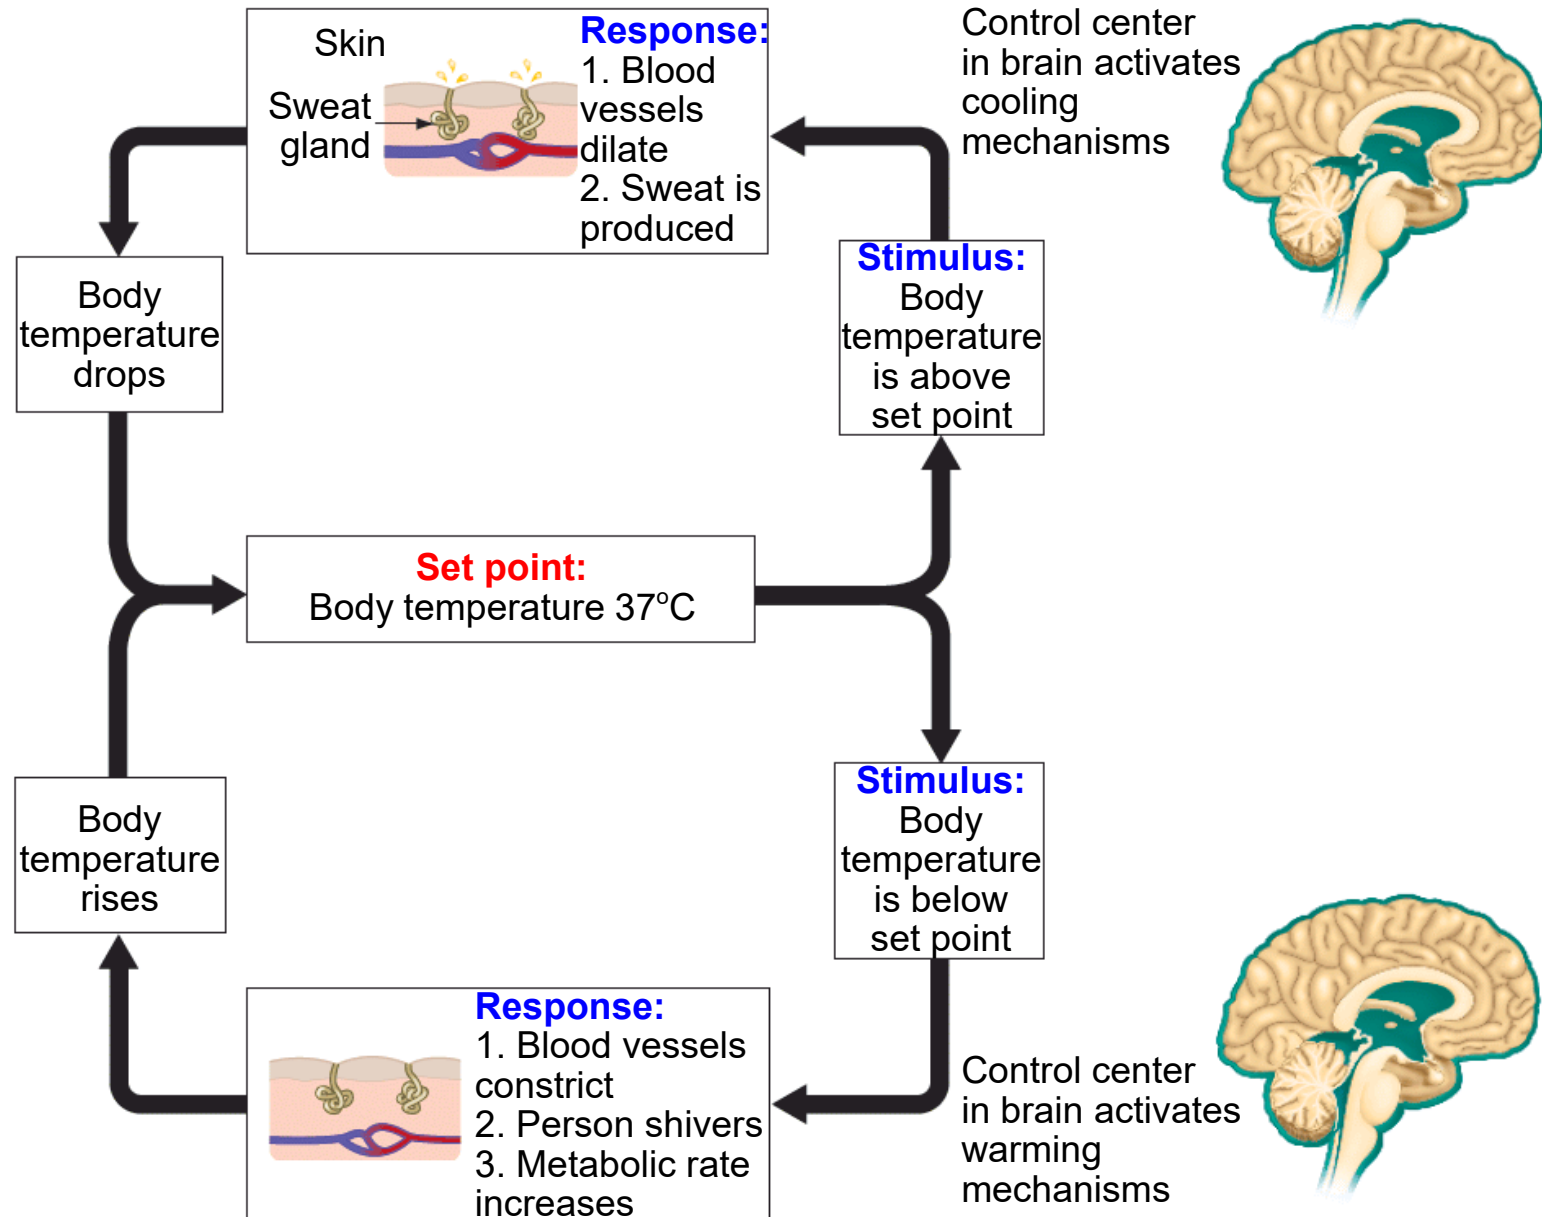 Skin
Sweat
gland
Response:
1. Blood
vessels
dilate
2. Sweat is
produced
Control center
in brain activates
cooling
mechanisms
Body
temperature
drops
Stimulus:
Body
temperature
is above
set point
Set point:
Body temperature 37°C
Body
temperature
rises
Stimulus:
Body
temperature
is below
set point
Response:
1. Blood vessels
constrict
2. Person shivers
3. Metabolic rate
increases
Control center
in brain activates
warming
mechanisms